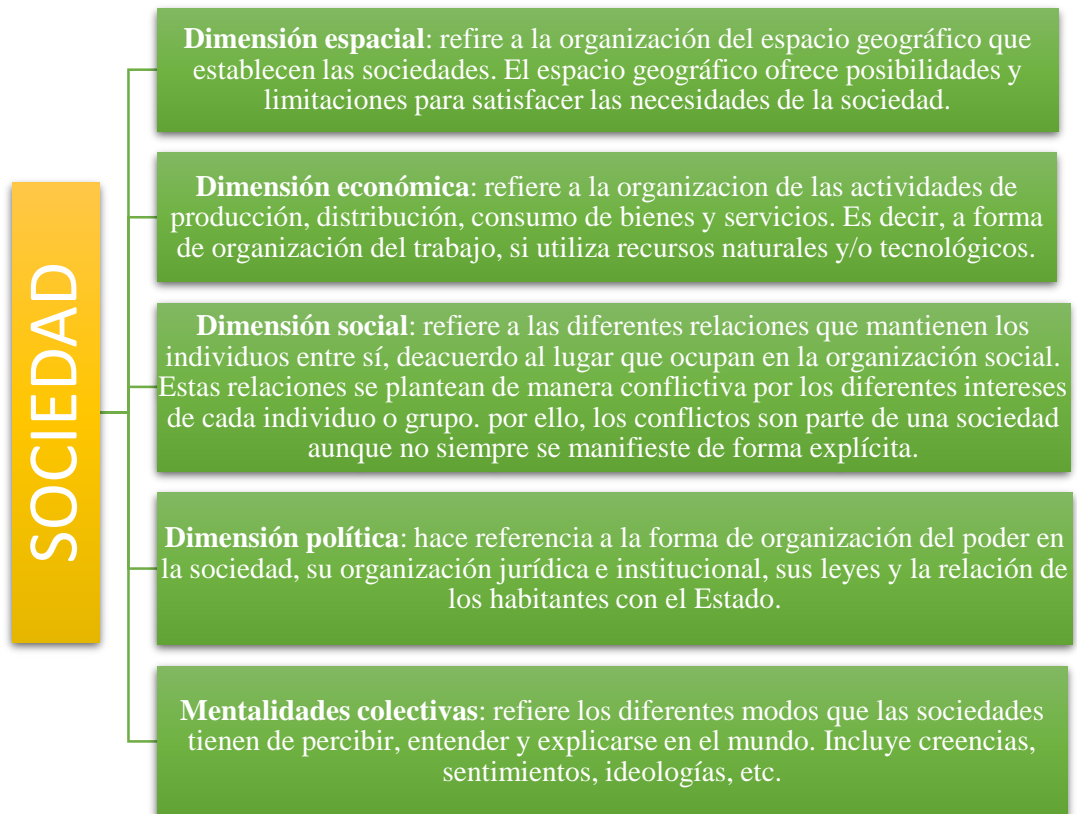 SOCIEDAD
Dimensión espacial: refire a la organización del espacio geográfico que
establecen las sociedades. El espacio geográfico ofrece posibilidades y
limitaciones para satisfacer las necesidades de la sociedad.
Dimensión económica: refiere a la organizacion de las actividades de
producción, distribución, consumo de bienes y servicios. Es decir, a forma
de organización del trabajo, si utiliza recursos naturales y/o tecnológicos.
Dimensión social: refiere a las diferentes relaciones que mantienen los
individuos entre sí, deacuerdo al lugar que ocupan en la organización social.
Estas relaciones se plantean de manera conflictiva por los diferentes intereses
de cada individuo o grupo. por ello, los conflictos son parte de una sociedad
aunque no siempre se manifieste de forma explícita.
Dimensión política: hace referencia a la forma de organización del poder en
la sociedad, su organización jurídica e institucional, sus leyes y la relación de
los habitantes con el Estado.
Mentalidades colectivas: refiere los diferentes modos que las sociedades
tienen de percibir, entender y explicarse en el mundo. Incluye creencias,
sentimientos, ideologías, etc.